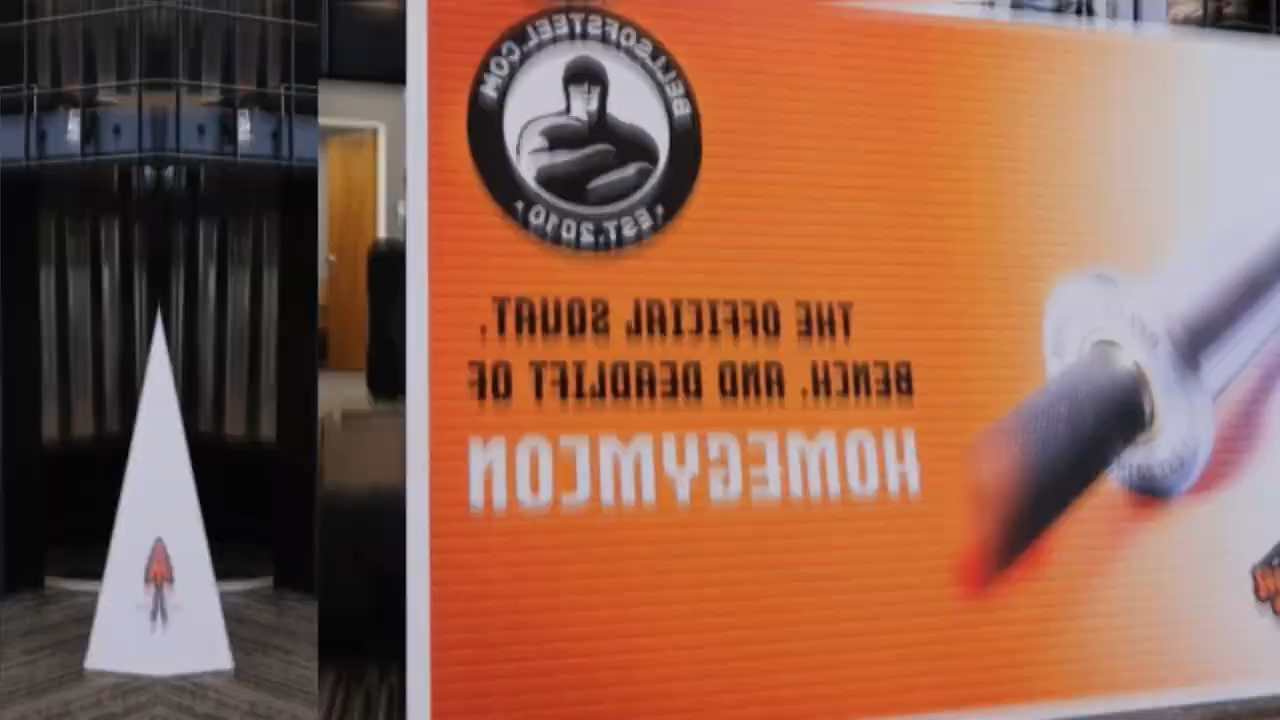 BELLSOFSTEEL.COM
EST. 2010
THE OFFICIAL SQUAT,
BENCH, AND DEADLIFT OF
HOMEGYMCON